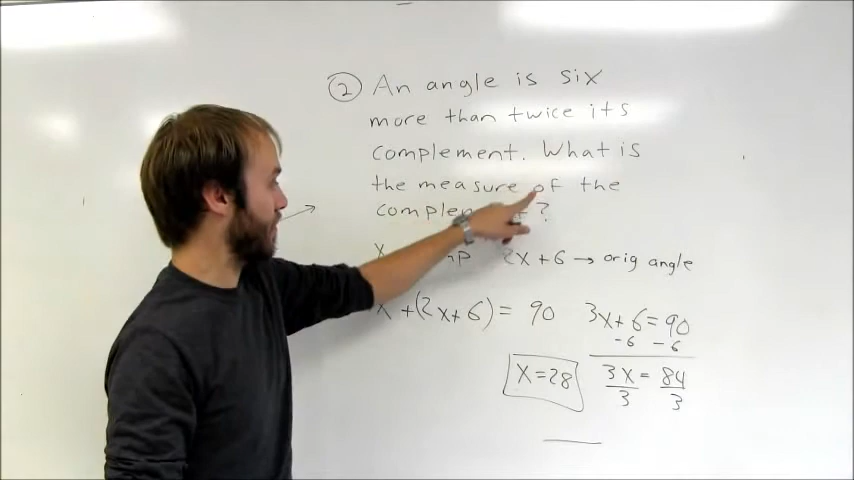 ② An angle is six
more than twice its
complement. What is
the measure of the
?
x 2x+6 → orig angle
x +(2x+6) = 90
3x+6=90
-6 -6
3x = 84
3 3
x=28